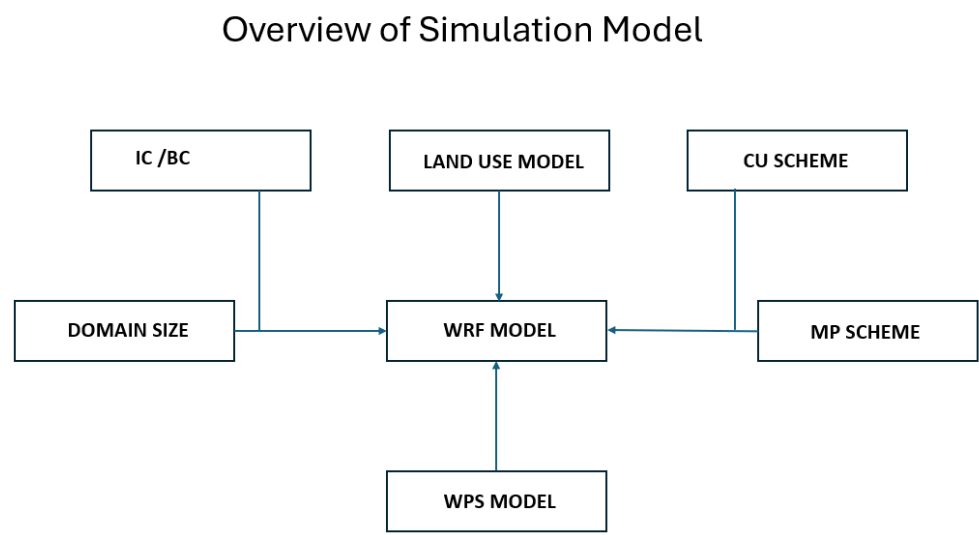 Overview of Simulation Model
IC /BC
LAND USE MODEL
CU SCHEME
DOMAIN SIZE
WRF MODEL
MP SCHEME
WPS MODEL